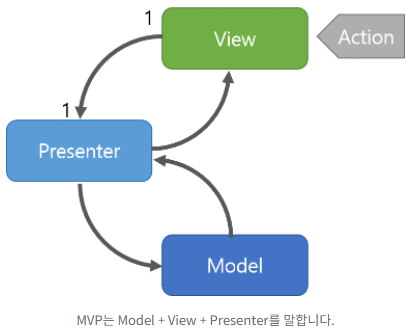 1
View
Action
1
Presenter
Model
MVP는 Model + View + Presenter를 말합니다.